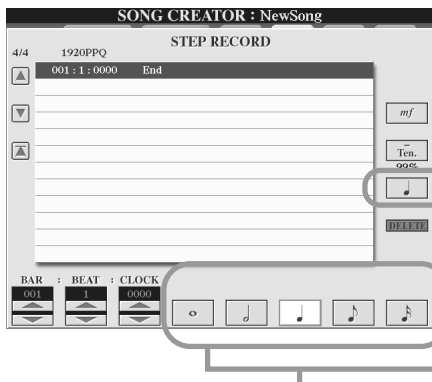 SONG CREATOR : NewSong
STEP RECORD
4/4 1920PPQ
001 : 1 : 0000 End
mf
Ten.
99%
DELETE
BAR : BEAT : CLOCK
001 1 0000